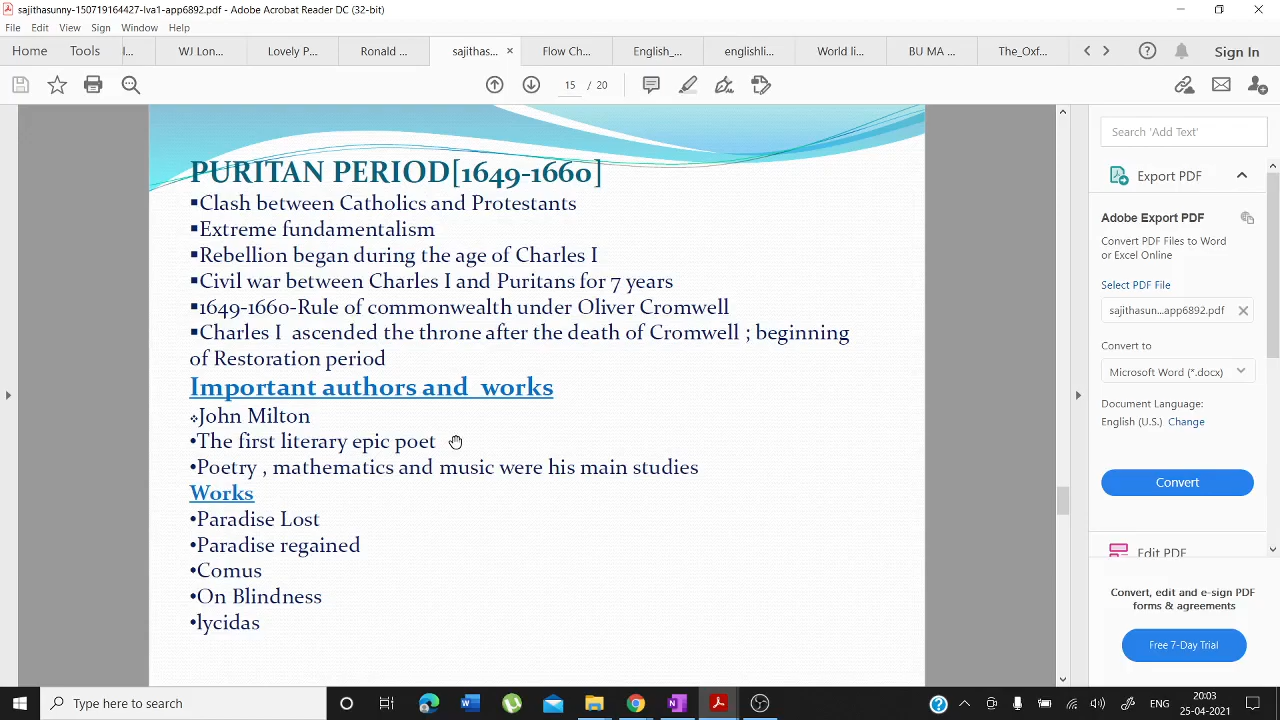 sajithasunny-150719164427-lva1-app6892.pdf - Adobe Acrobat Reader DC (32-bit)
File Edit View Sign Window Help
Home Tools l... WJ Lon... Lovely P... Ronald ... sajithas... × Flow Ch... English_... englishli... World li... BU MA ... The_Oxf... Sign In
15 / 20
PURITAN PERIOD[1649-1660]
▪Clash between Catholics and Protestants
▪Extreme fundamentalism
▪Rebellion began during the age of Charles I
▪Civil war between Charles I and Puritans for 7 years
▪1649-1660-Rule of commonwealth under Oliver Cromwell
▪Charles I ascended the throne after the death of Cromwell ; beginning
of Restoration period
Important authors and works
❖John Milton
•The first literary epic poet
•Poetry , mathematics and music were his main studies
Works
•Paradise Lost
•Paradise regained
•Comus
•On Blindness
•lycidas
Search 'Add Text'
Export PDF
Adobe Export PDF
Convert PDF Files to Word
or Excel Online
Select PDF File
sajithasun...app6892.pdf
Convert to
Microsoft Word (*.docx)
Document Language:
English (U.S.) Change
Convert
Edit PDF
Convert, edit and e-sign PDF
forms & agreements
Free 7-Day Trial
Type here to search
ENG
20:03
25-04-2021